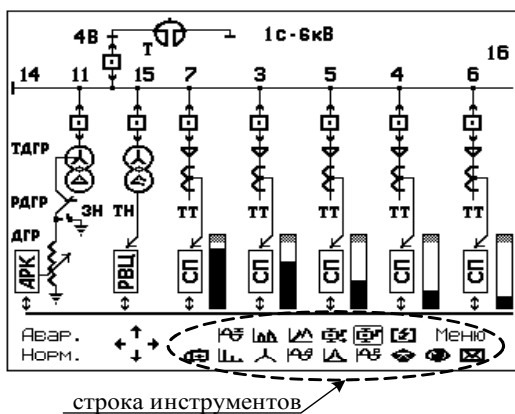 4В Т 1с-6кВ
16
14 11 15 7 3 5 4 6
ТДГР
РДГР ЗН ТН ТТ ТТ ТТ ТТ ТТ
ДГР
АРК РВЦ СП СП СП СП СП
Авар. Меню
Норм.
строка инструментов